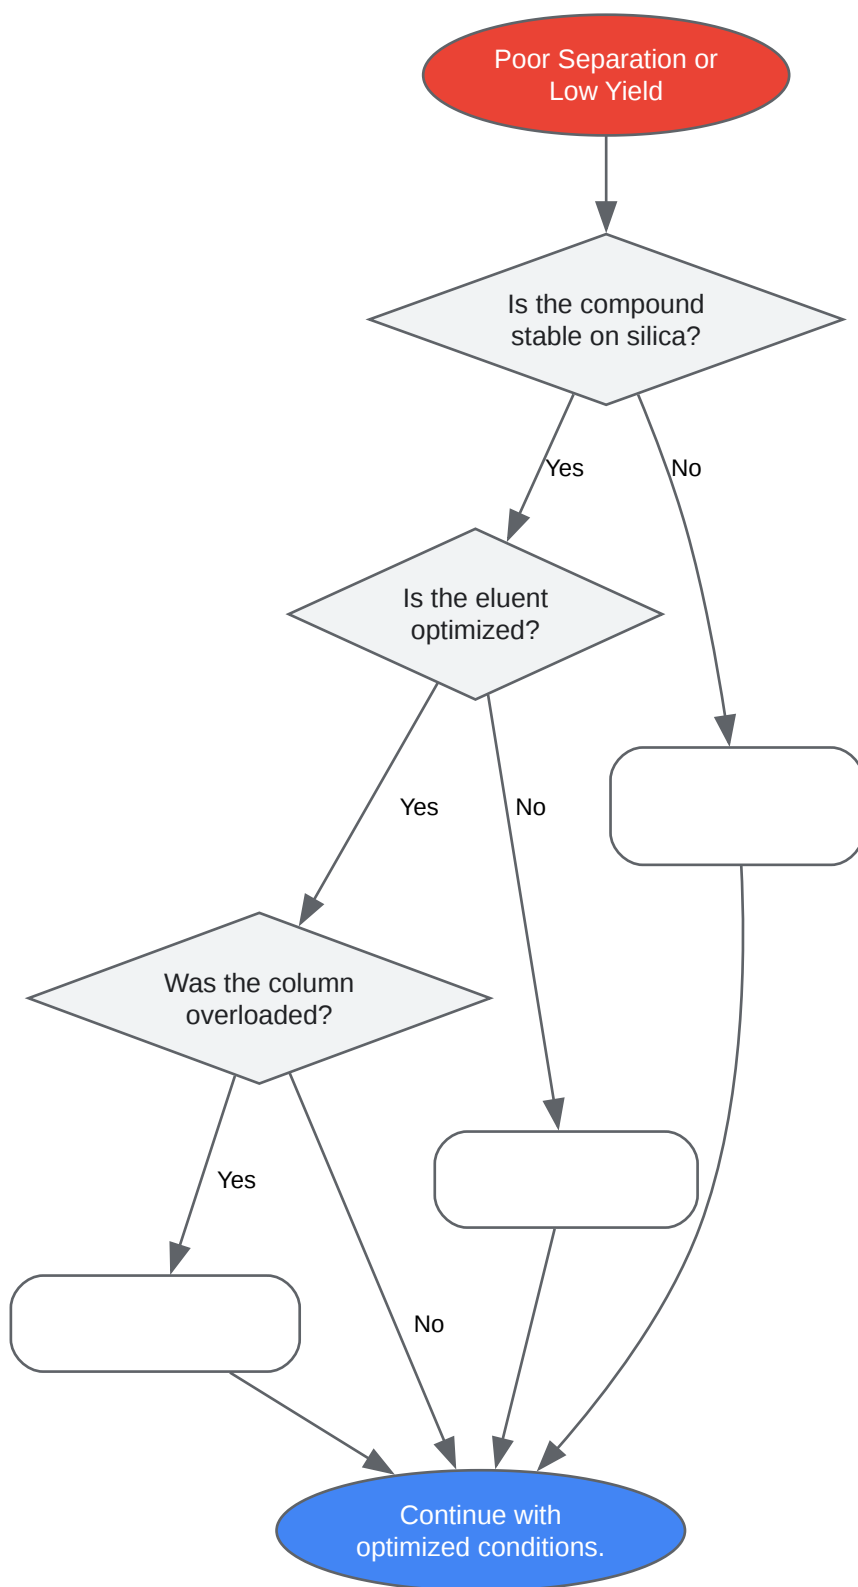 Poor Separation or
Low Yield
Is the compound
stable on silica?
Yes
No
Is the eluent
optimized?
Yes
No
Was the column
overloaded?
Yes
No
Continue with
optimized conditions.